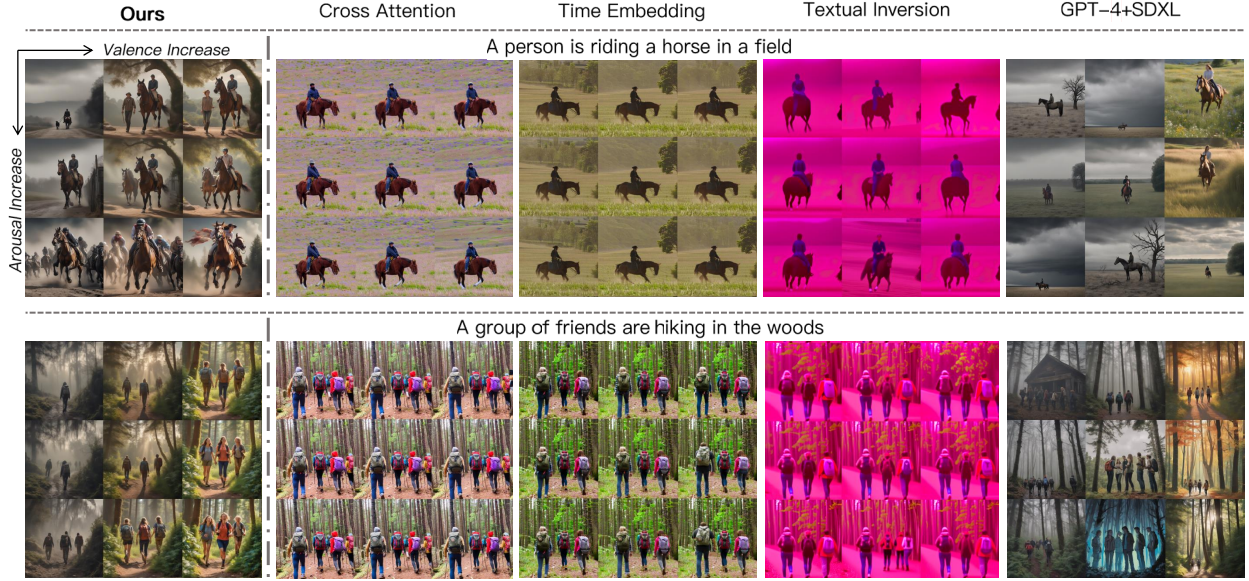 Ours
Cross Attention
Time Embedding
Textual Inversion
GPT-4+SDXL
Valence Increase
Arousal Increase
A person is riding a horse in a field
A group of friends are hiking in the woods